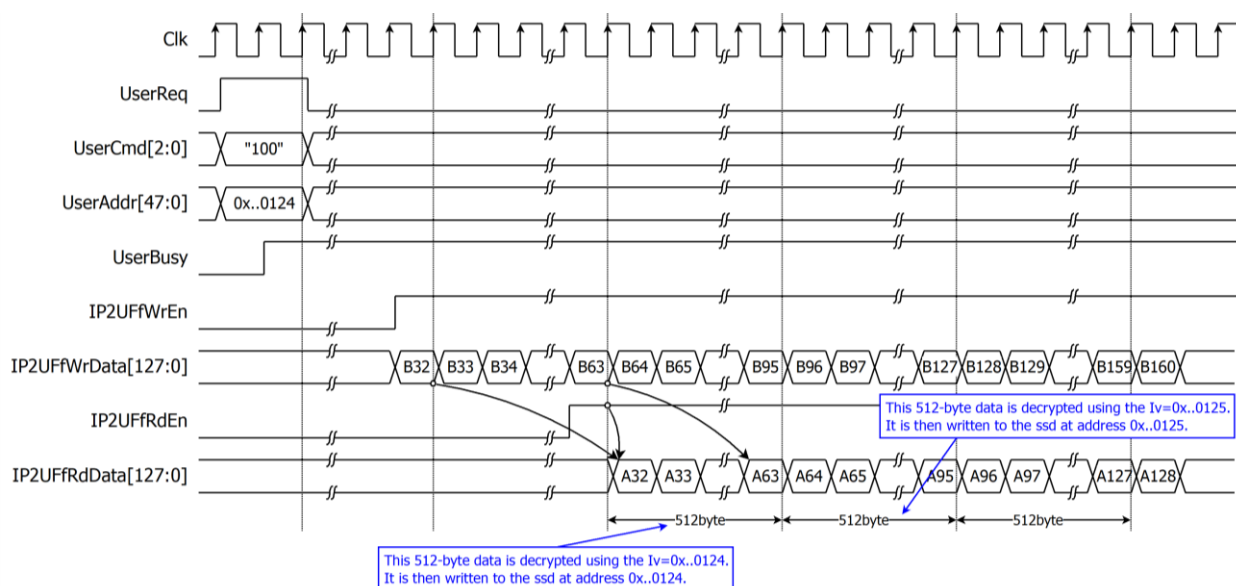 Clk
UserReq
UserCmd[2:0]
"100"
UserAddr[47:0]
0x..0124
UserBusy
IP2UFfWrEn
IP2UFfWrData[127:0]
B32 B33 B34 B63 B64 B65 B95 B96 B97 B127 B128 B129 B159 B160
IP2UFfRdEn
This 512-byte data is decrypted using the Iv=0x..0125.
It is then written to the ssd at address 0x..0125.
IP2UFfRdData[127:0]
A32 A33 A63 A64 A65 A95 A96 A97 A127 A128
512byte 512byte 512byte
This 512-byte data is decrypted using the Iv=0x..0124.
It is then written to the ssd at address 0x..0124.